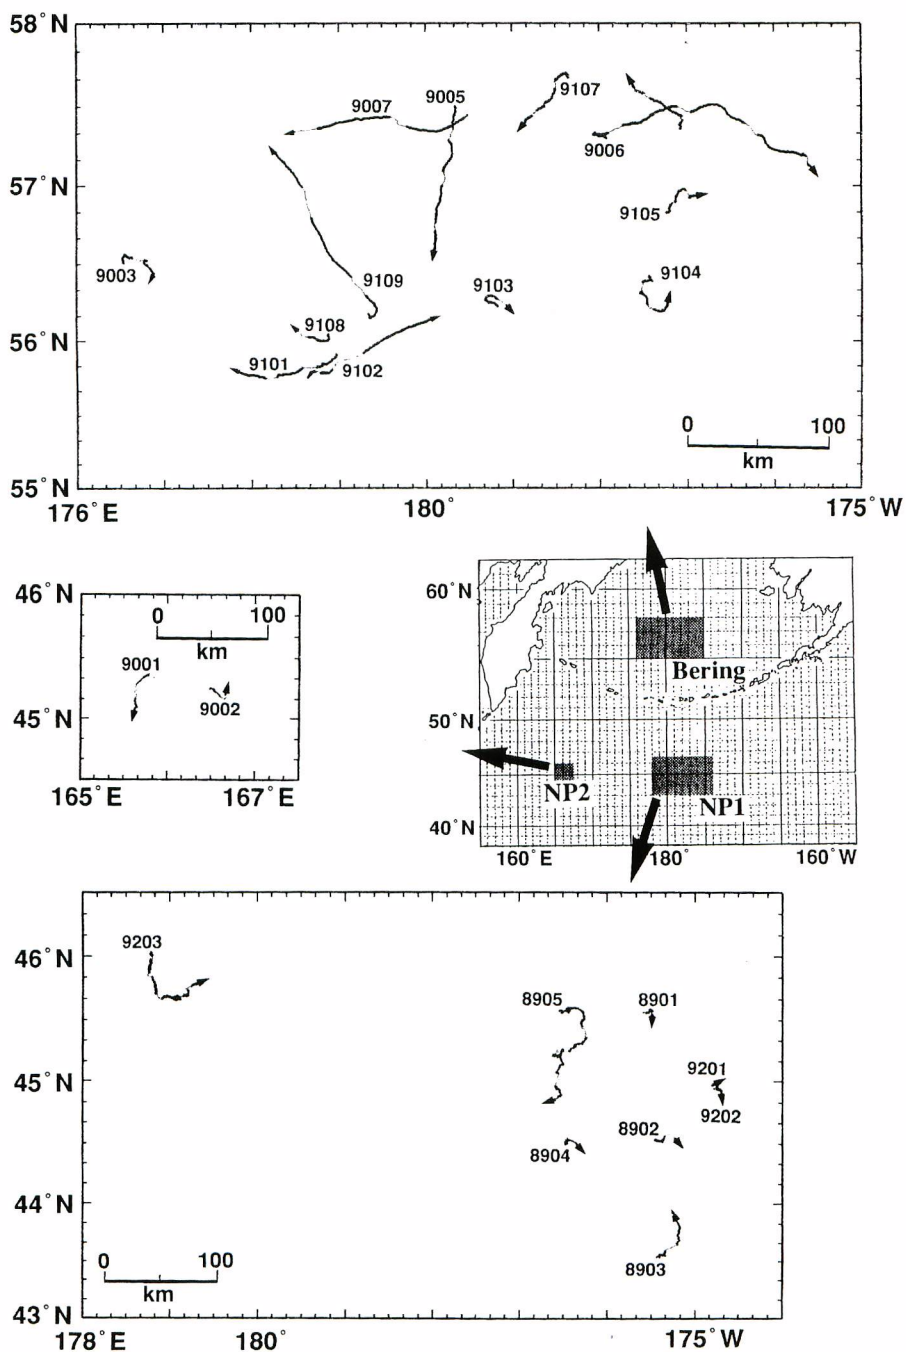 58°N
9007
9005
9107
9006
57°N
9105
9003
9109
9103
9104
9108
56°N
9101
9102
0 100
km
55°N
176°E 180° 175°W
46°N
0 100
km
9001
9002
45°N
165°E 167°E
60°N
Bering
50°N
NP2
NP1
40°N
160°E 180° 160°W
9203
46°N
8905
8901
9201
45°N
9202
8902
8904
44°N
0 100
km
8903
43°N
178°E 180° 175°W